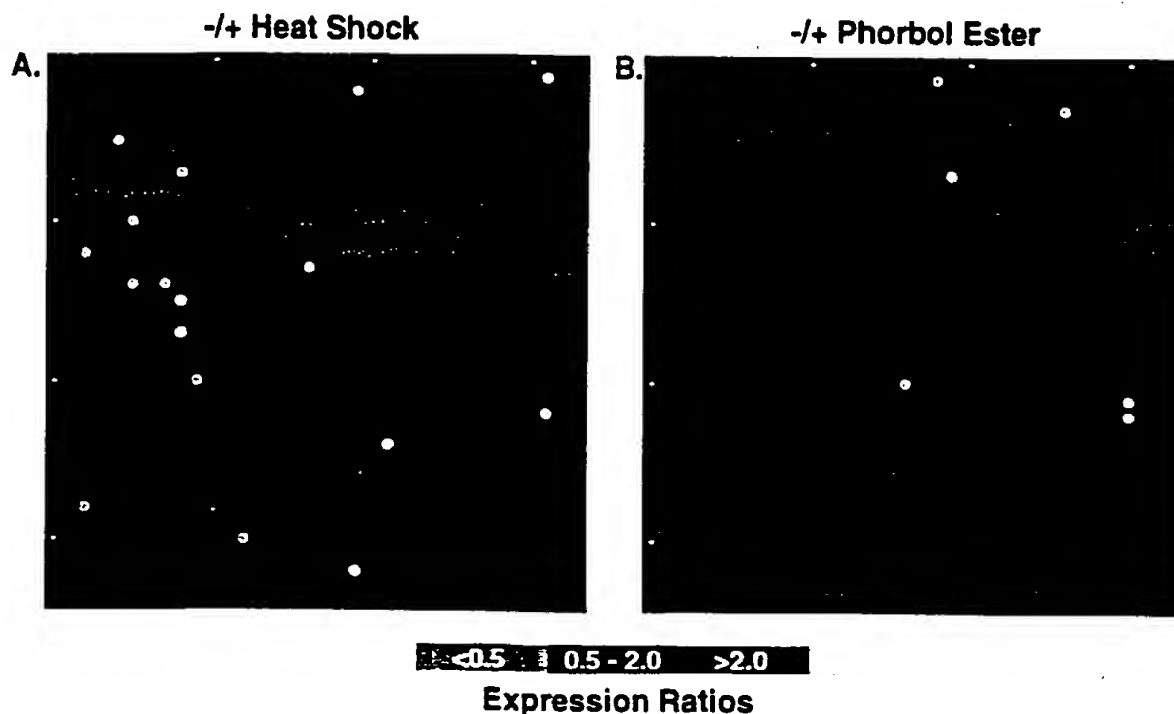 -/+ Heat Shock
-/+ Phorbol Ester
A.
B.
<0.5 0.5 - 2.0 >2.0
Expression Ratios